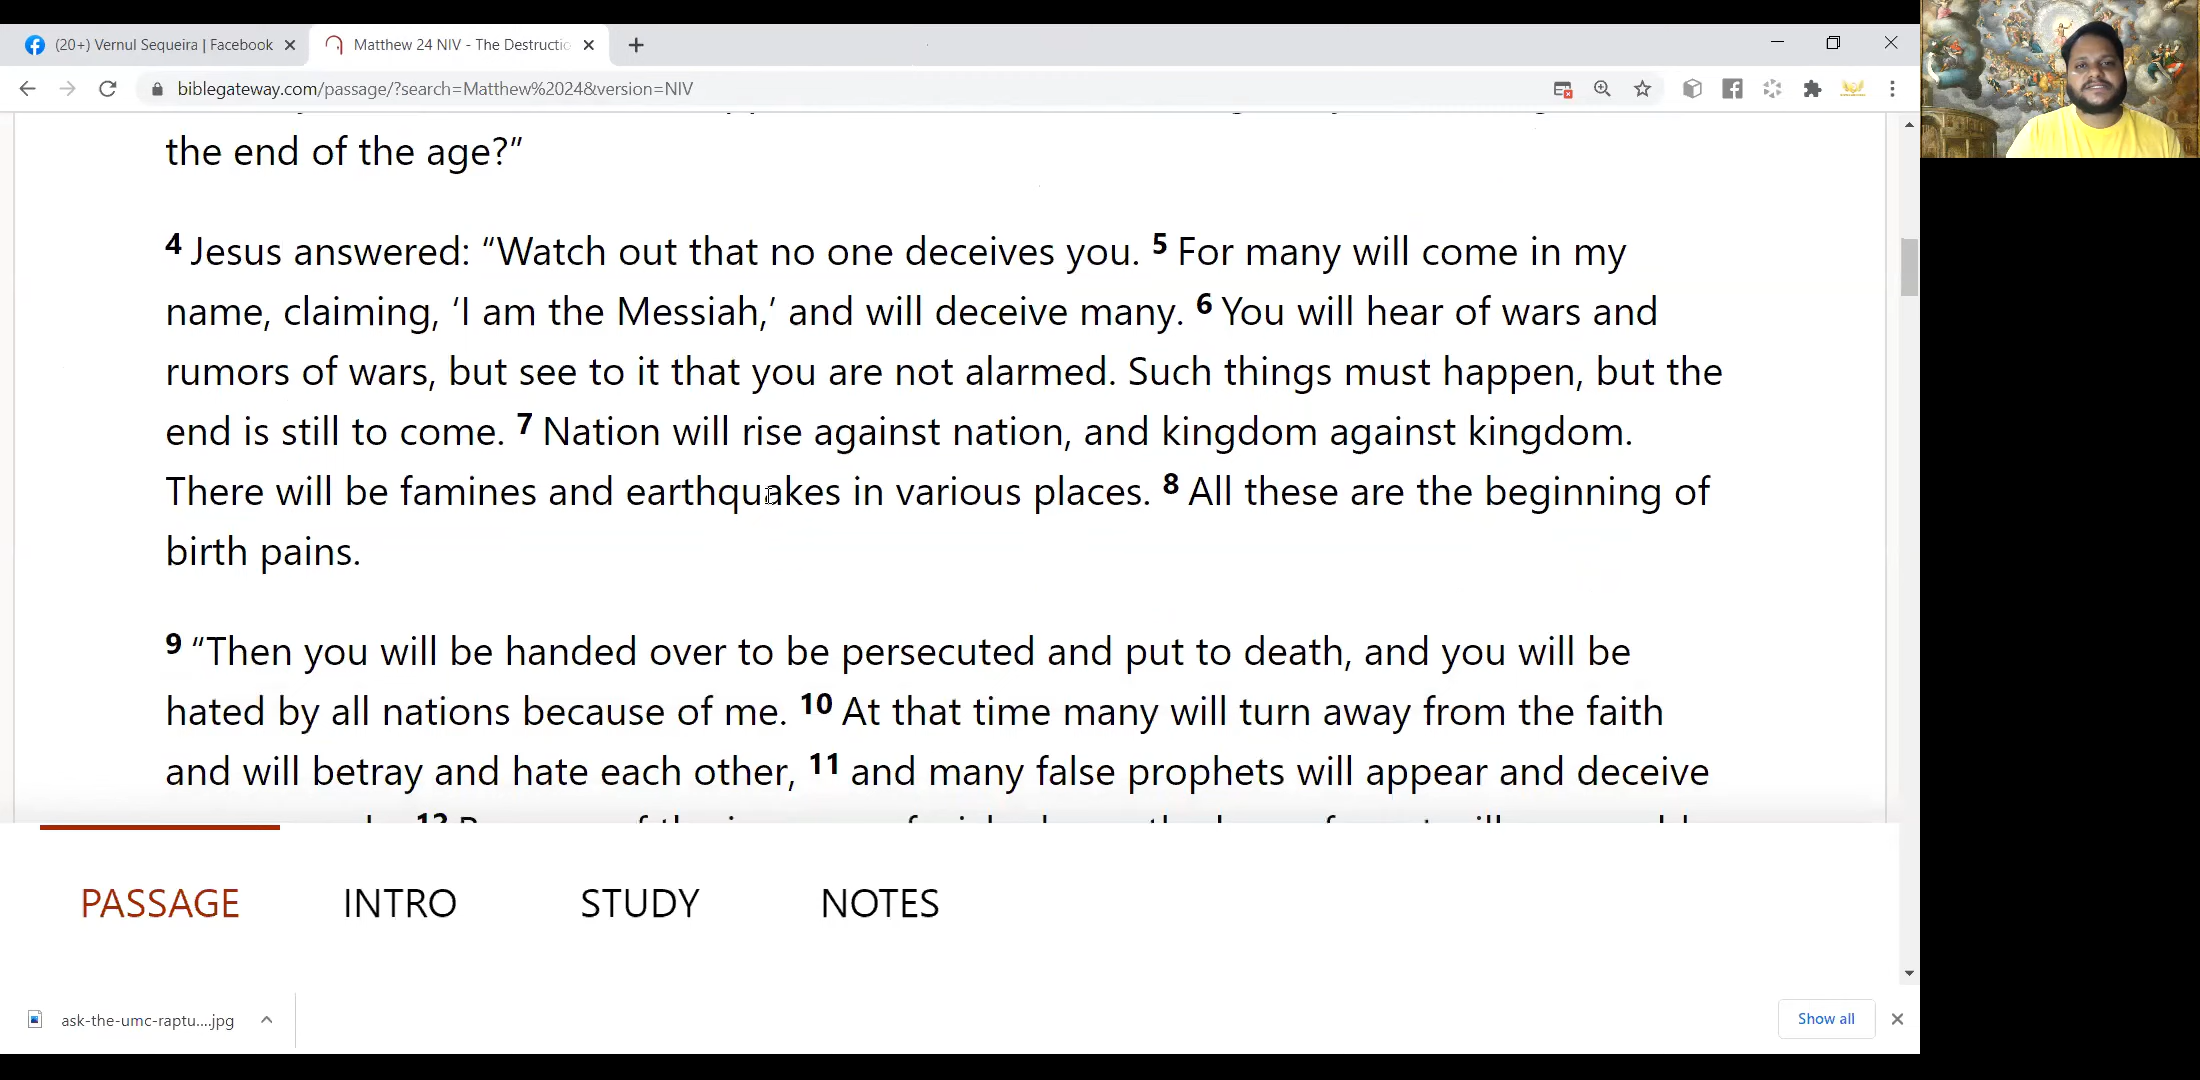 (20+) Vernul Sequeira | Facebook
Matthew 24 NIV - The Destructio
biblegateway.com/passage/?search=Matthew%2024&version=NIV
the end of the age?”
4 Jesus answered: “Watch out that no one deceives you. 5 For many will come in my
name, claiming, ‘I am the Messiah,’ and will deceive many. 6 You will hear of wars and
rumors of wars, but see to it that you are not alarmed. Such things must happen, but the
end is still to come. 7 Nation will rise against nation, and kingdom against kingdom.
There will be famines and earthquakes in various places. 8 All these are the beginning of
birth pains.
9 “Then you will be handed over to be persecuted and put to death, and you will be
hated by all nations because of me. 10 At that time many will turn away from the faith
and will betray and hate each other, 11 and many false prophets will appear and deceive
12
PASSAGE INTRO STUDY NOTES
ask-the-umc-raptu....jpg
Show all